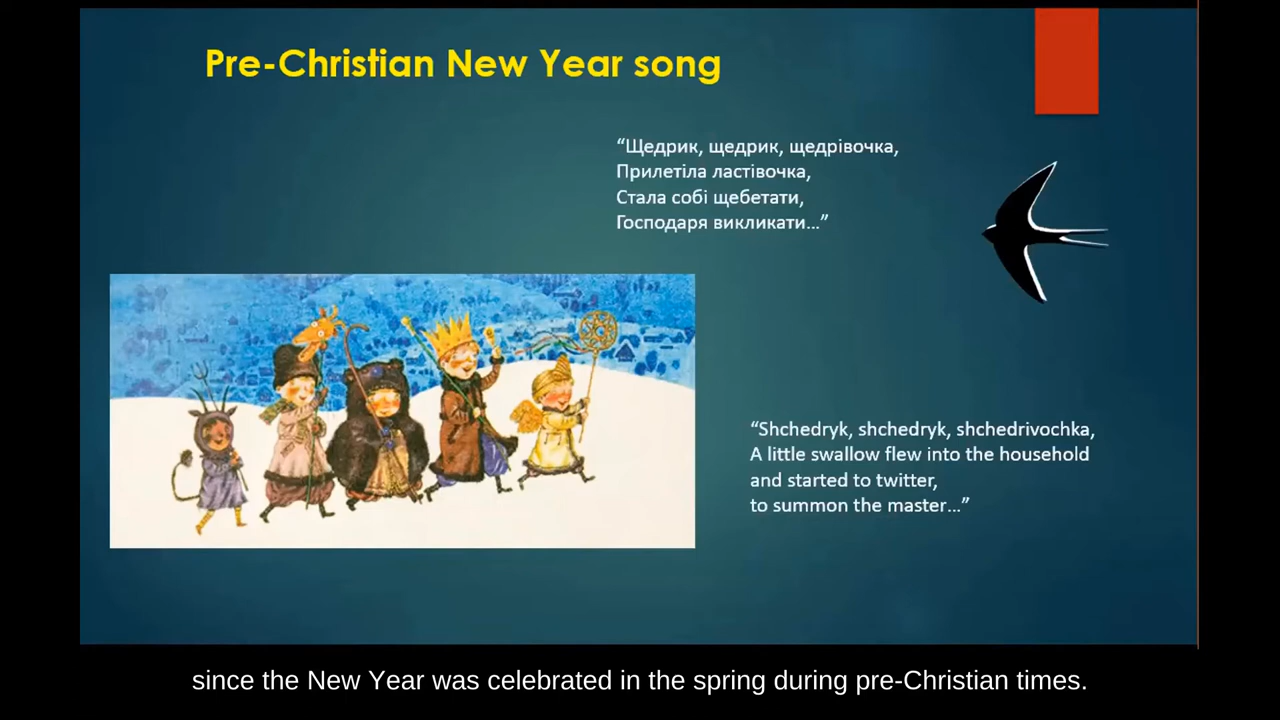 Pre-Christian New Year song
“Щедрик, щедрик, щедрівочка,
Прилетіла ластівочка,
Стала собі щебетати,
Господаря викликати…”
“Shchedryk, shchedryk, shchedrivochka,
A little swallow flew into the household
and started to twitter,
to summon the master…”
since the New Year was celebrated in the spring during pre-Christian times.